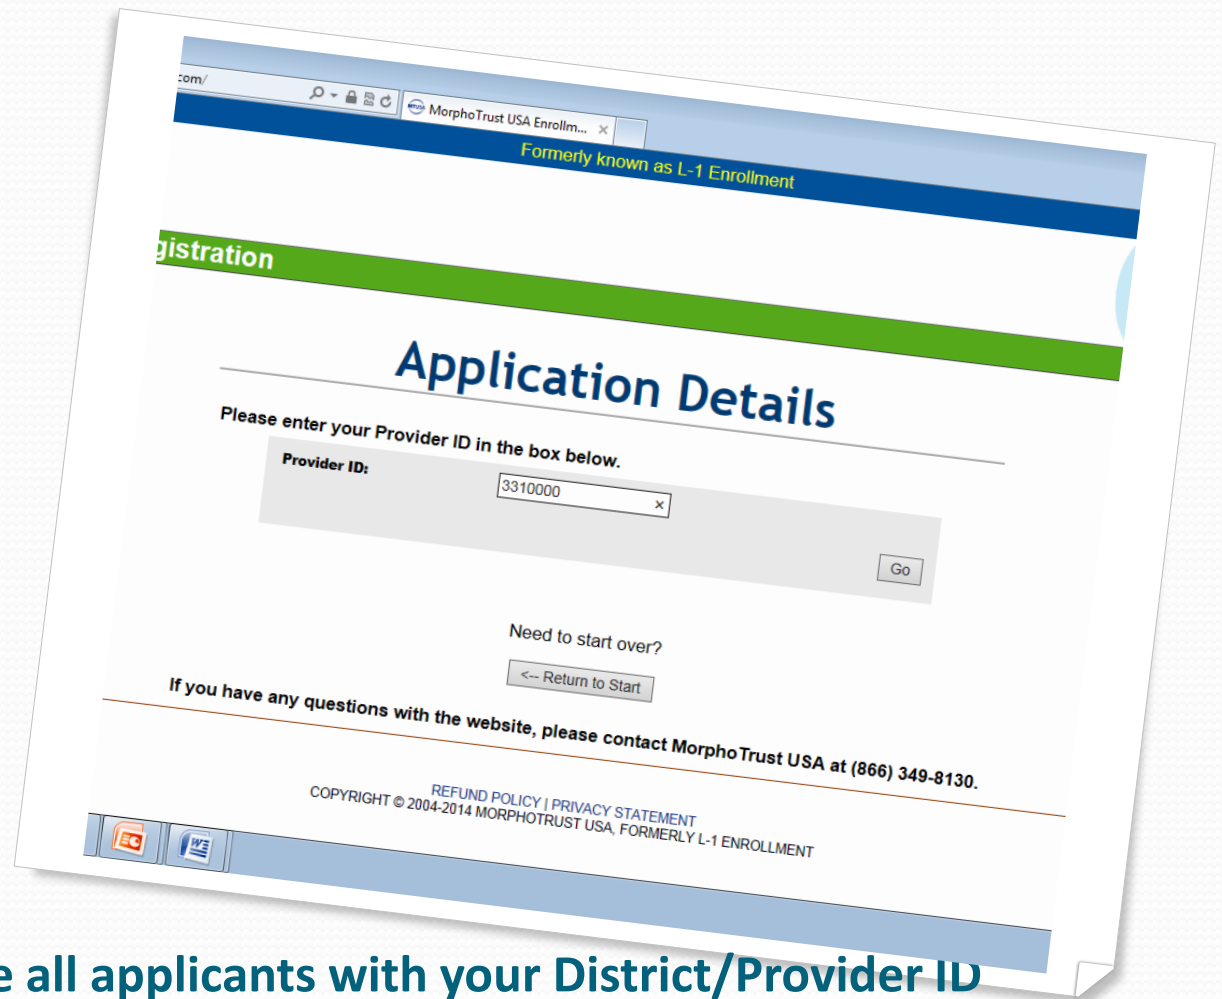 com/
MorphoTrust USA Enrollm...
Formerly known as L-1 Enrollment
gistration
Application Details
Please enter your Provider ID in the box below.
Provider ID:
3310000
Go
Need to start over?
<-- Return to Start
If you have any questions with the website, please contact MorphoTrust USA at (866) 349-8130.
REFUND POLICY | PRIVACY STATEMENT
COPYRIGHT © 2004-2014 MORPHOTRUST USA, FORMERLY L-1 ENROLLMENT
e all applicants with your District/Provider ID